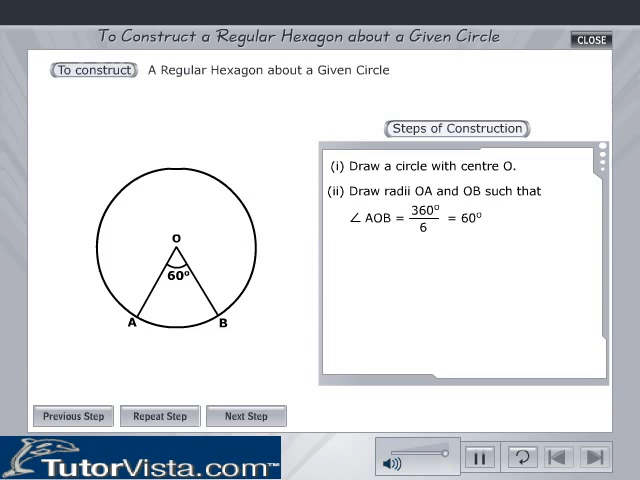 To Construct a Regular Hexagon about a Given Circle
CLOSE
To construct A Regular Hexagon about a Given Circle
Steps of Construction
(i) Draw a circle with centre O.
(ii) Draw radii OA and OB such that
∠ AOB = 360°/6 = 60°
O
60°
A B
Previous Step Repeat Step Next Step
TutorVista.com™